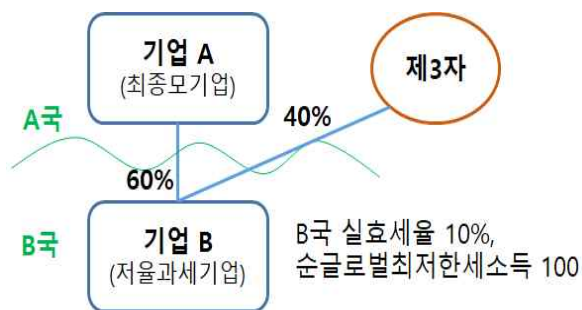 기업 A
(최종모기업)
제3자
A국
40%
60%
B국
기업 B
(저율과세기업)
B국 실효세율 10%,
순글로벌최저한세소득 100